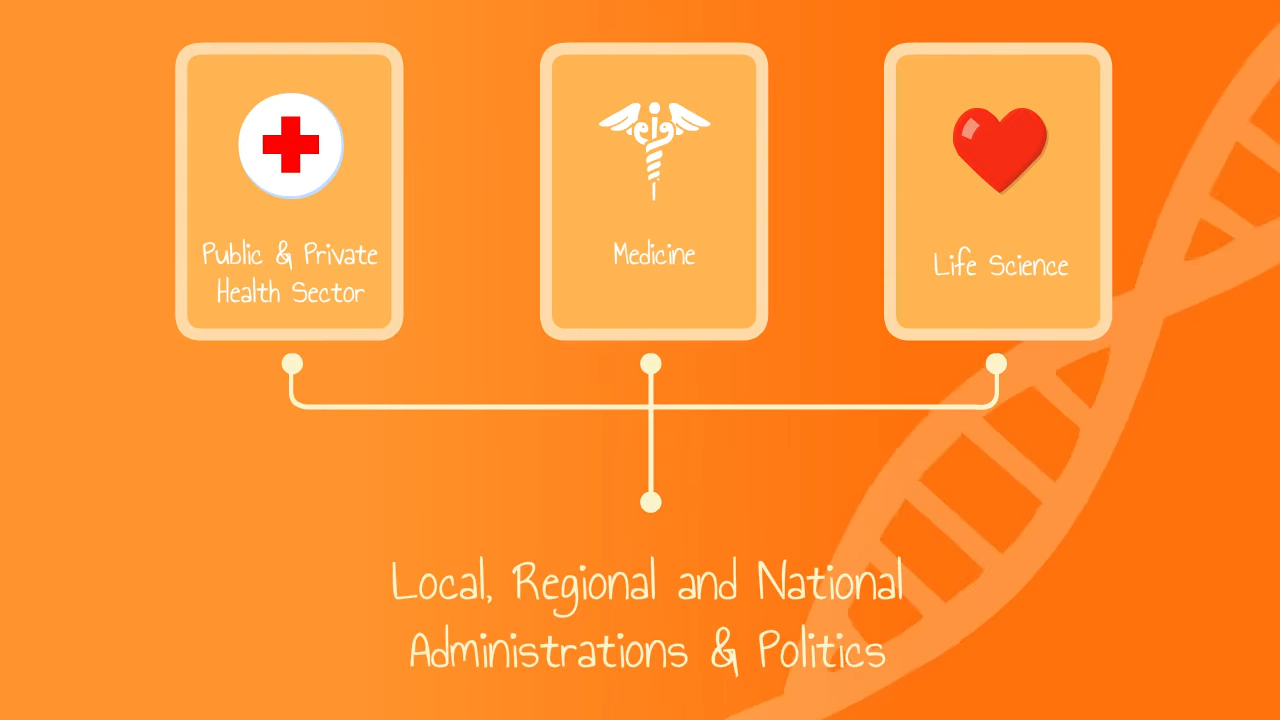 Public & Private
Health Sector
Medicine
Life Science
Local, Regional and National
Administrations & Politics